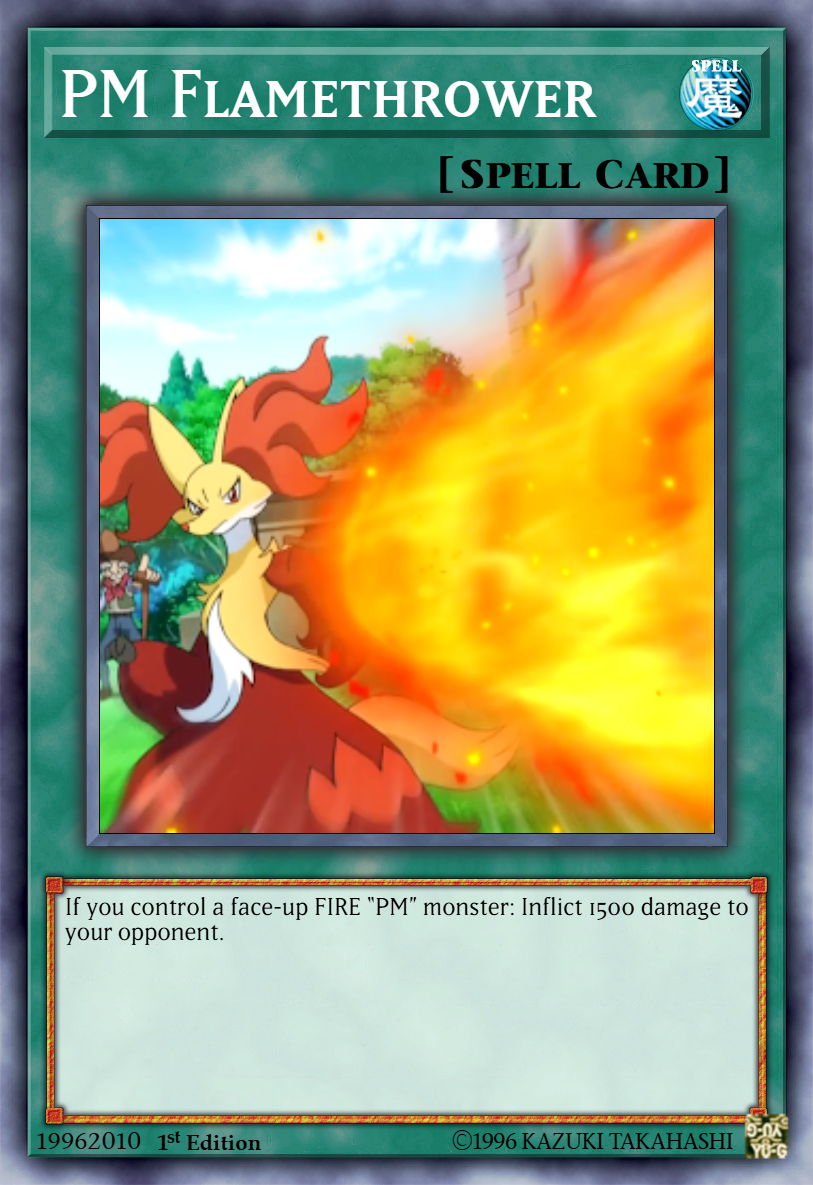 PM Flamethrower
SPELL
魔
[Spell Card]
If you control a face-up FIRE "PM" monster: Inflict 1500 damage to
your opponent.
19962010 1st Edition ©1996 KAZUKI TAKAHASHI
YU-G